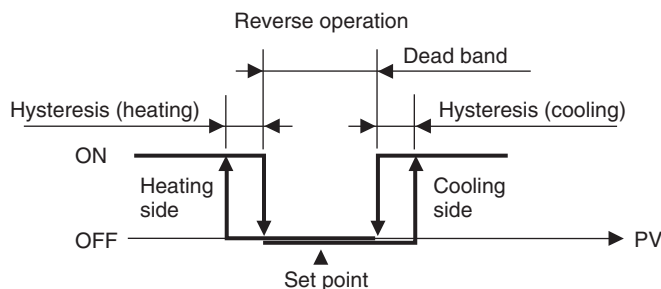 Reverse operation
Dead band
Hysteresis (heating)
Hysteresis (cooling)
ON
Heating
side
Cooling
side
OFF
PV
Set point